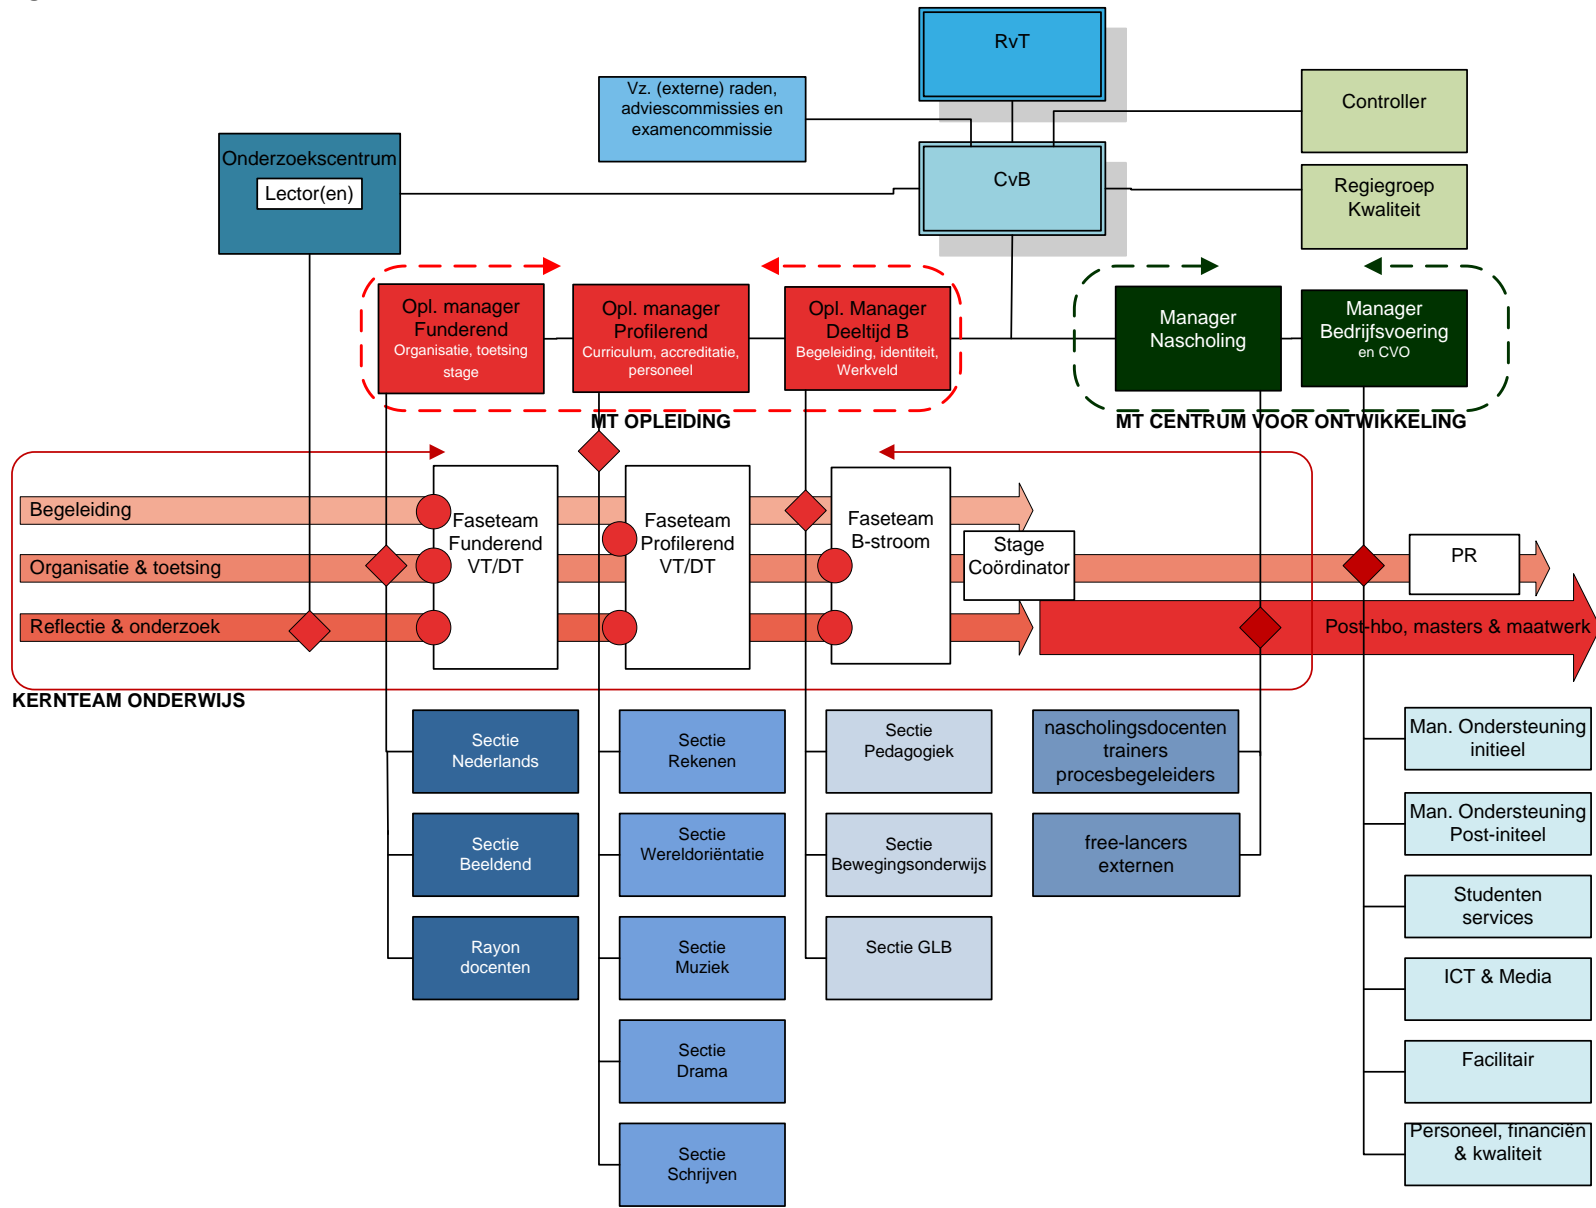 RvT
Vz. (externe) raden,
adviescommissies en
examencommissie
Controller
Onderzoekscentrum
Lector(en)
CvB
Regiegroep
Kwaliteit
Opl. manager
Funderend
Organisatie, toetsing
stage
Opl. manager
Profilerend
Curriculum, accreditatie,
personeel
Opl. Manager
Deeltijd B
Begeleiding, identiteit,
Werkveld
Manager
Nascholing
Manager
Bedrijfsvoering
en CVO
MT OPLEIDING
MT CENTRUM VOOR ONTWIKKELING
Begeleiding
Organisatie & toetsing
Reflectie & onderzoek
Faseteam
Funderend
VT/DT
Faseteam
Profilerend
VT/DT
Faseteam
B-stroom
Stage
Coördinator
PR
Post-hbo, masters & maatwerk
KERNTEAM ONDERWIJS
Sectie
Nederlands
Sectie
Beeldend
Rayon
docenten
Sectie
Rekenen
Sectie
Wereldoriëntatie
Sectie
Muziek
Sectie
Drama
Sectie
Schrijven
Sectie
Pedagogiek
Sectie
Bewegingsonderwijs
Sectie GLB
nascholingsdocenten
trainers
procesbegeleiders
free-lancers
externen
Man. Ondersteuning
initieel
Man. Ondersteuning
Post-initeel
Studenten
services
ICT & Media
Facilitair
Personeel, financiën
& kwaliteit